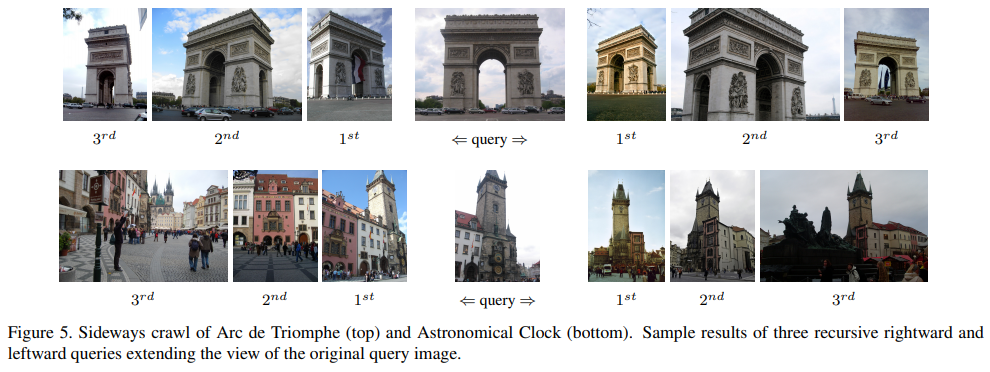 3rd 2nd 1st ⇐ query ⇒ 1st 2nd 3rd
3rd 2nd 1st ⇐ query ⇒ 1st 2nd 3rd
Figure 5. Sideways crawl of Arc de Triomphe (top) and Astronomical Clock (bottom). Sample results of three recursive rightward and
leftward queries extending the view of the original query image.